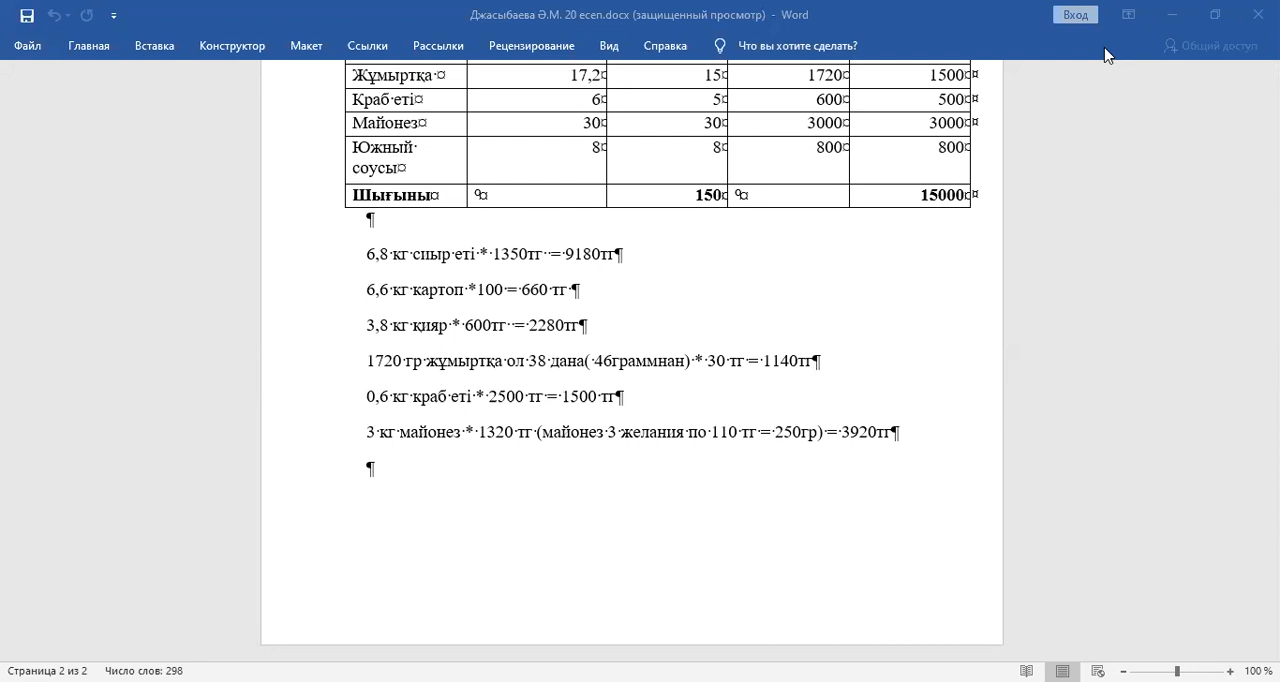 Джасыбаева Ә.М. 20 есеп.docx (защищенный просмотр) - Word
Вход
Файл Главная Вставка Конструктор Макет Ссылки Рассылки Рецензирование Вид Справка Что вы хотите сделать? Общий доступ
Жұмыртқа·¤ 17,2¤ 15¤ 1720¤ 1500¤¤
Краб·еті¤ 6¤ 5¤ 600¤ 500¤¤
Майонез¤ 30¤ 30¤ 3000¤ 3000¤¤
Южный· 8¤ 8¤ 800¤ 800¤
соусы¤
Шығыны¤ º¤ 150¤ º¤ 15000¤¤
¶
6,8·кг·сиыр·еті·*·1350тг··=·9180тг¶
6,6·кг·картоп·*100·=·660·тг·¶
3,8·кг·қияр·*·600тг··=·2280тг¶
1720·гр·жұмыртқа·ол·38·дана(·46граммнан)·*·30·тг·=·1140тг¶
0,6·кг·краб·еті·*·2500·тг·=·1500·тг¶
3·кг·майонез·*·1320·тг·(майонез·3·желания·по·110·тг·=·250гр)·=·3920тг¶
¶
Страница 2 из 2 Число слов: 298 100 %